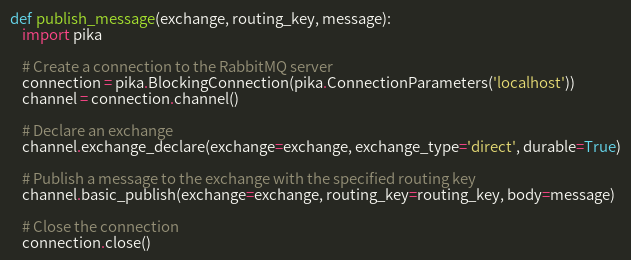 def publish_message(exchange, routing_key, message):
    import pika

    # Create a connection to the RabbitMQ server
    connection = pika.BlockingConnection(pika.ConnectionParameters('localhost'))
    channel = connection.channel()

    # Declare an exchange
    channel.exchange_declare(exchange=exchange, exchange_type='direct', durable=True)

    # Publish a message to the exchange with the specified routing key
    channel.basic_publish(exchange=exchange, routing_key=routing_key, body=message)

    # Close the connection
    connection.close()